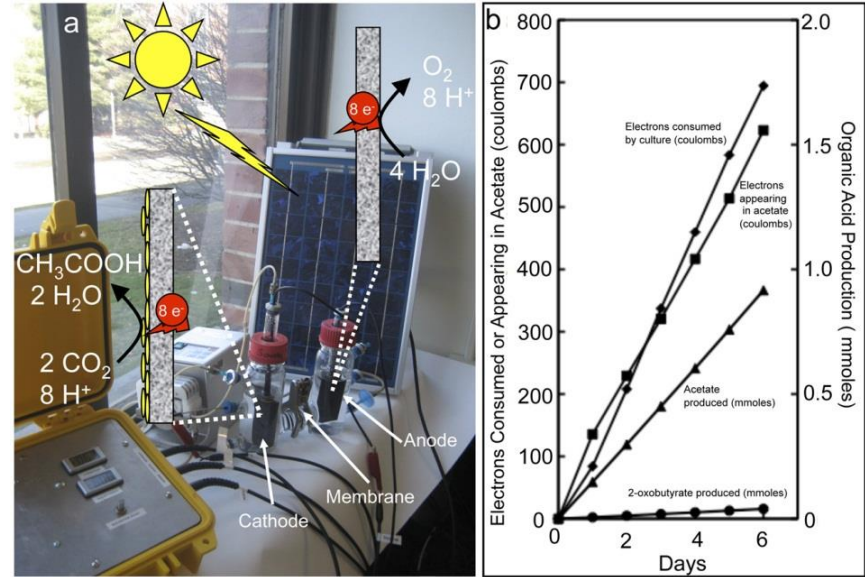 a
O2
8 H+
8 e-
4 H2O
CH3COOH
2 H2O
8 e-
2 CO2
8 H+
Anode
Membrane
Cathode
b
Electrons Consumed or Appearing in Acetate (coulombs)
800
700
600
500
400
300
200
100
0
2.0
1.5
1.0
0.5
0
Organic Acid Production ( mmoles)
Electrons consumed
by culture (coulombs)
Electrons
appearing
in acetate
(coulombs)
Acetate
produced (mmoles)
2-oxobutyrate produced (mmoles)
0
2
4
6
Days